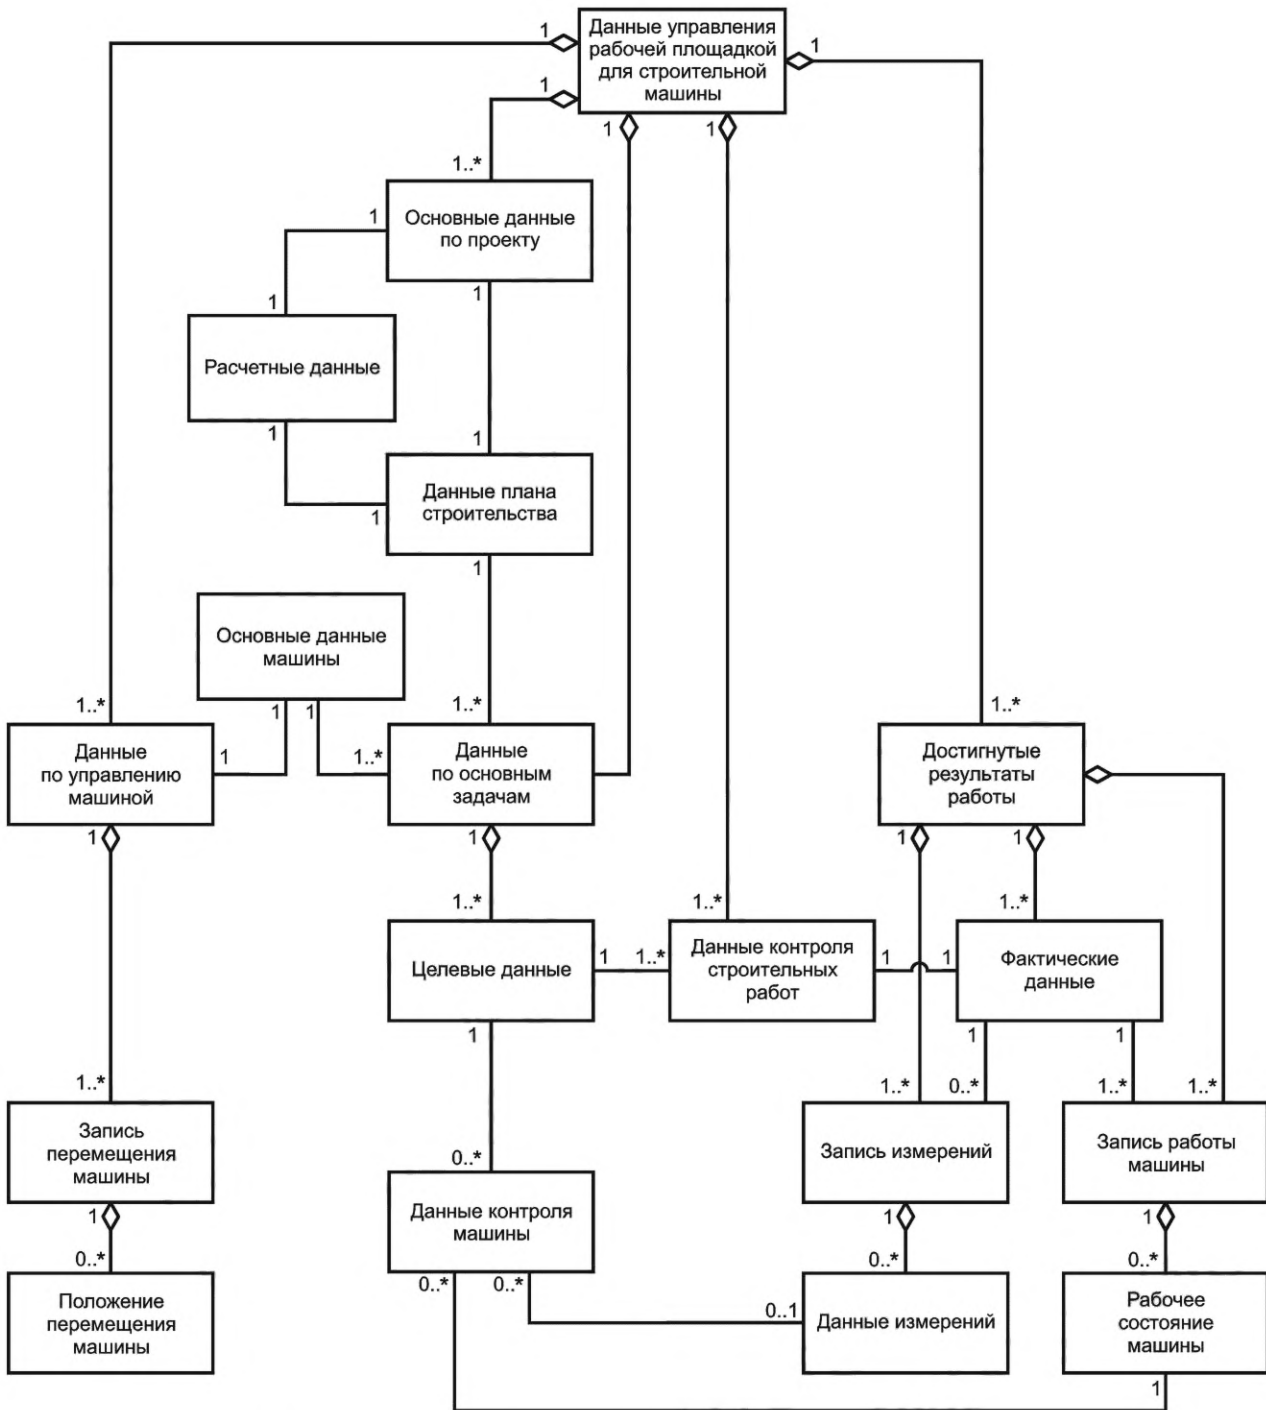 1
Данные управления
рабочей площадкой
для строительной
машины
1
1
1
1
1..*
Основные данные
по проекту
1
1
1
Расчетные данные
1
1
Данные плана
строительства
1
1
Основные данные
машины
1..*
1
1
1..*
1..*
Данные
по управлению
машиной
1
1..*
Данные
по основным
задачам
Достигнутые
результаты
работы
1
1
1
1
1..*
1..*
1..*
Целевые данные
1
1..*
Данные контроля
строительных
работ
1
1
Фактические
данные
1
1
1
1..*
1..*
0..*
1..*
1..*
Запись
перемещения
машины
Запись измерений
Запись работы
машины
0..*
Данные контроля
машины
1
1
1
0..*
0..*
0..*
0..*
0..*
Положение
перемещения
машины
0..1
Данные измерений
Рабочее
состояние
машины
1